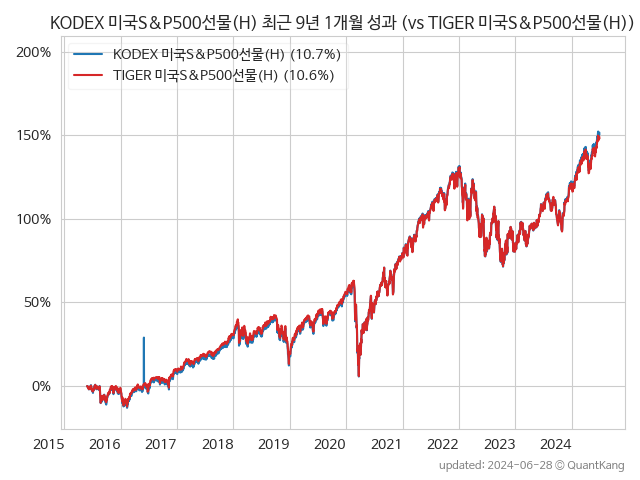 KODEX 미국S&P500선물(H) 최근 9년 1개월 성과 (vs TIGER 미국S&P500선물(H))
KODEX 미국S&P500선물(H) (10.7%)
TIGER 미국S&P500선물(H) (10.6%)
200%
150%
100%
50%
0%
2015 2016 2017 2018 2019 2020 2021 2022 2023 2024
updated: 2024-06-28 © QuantKang